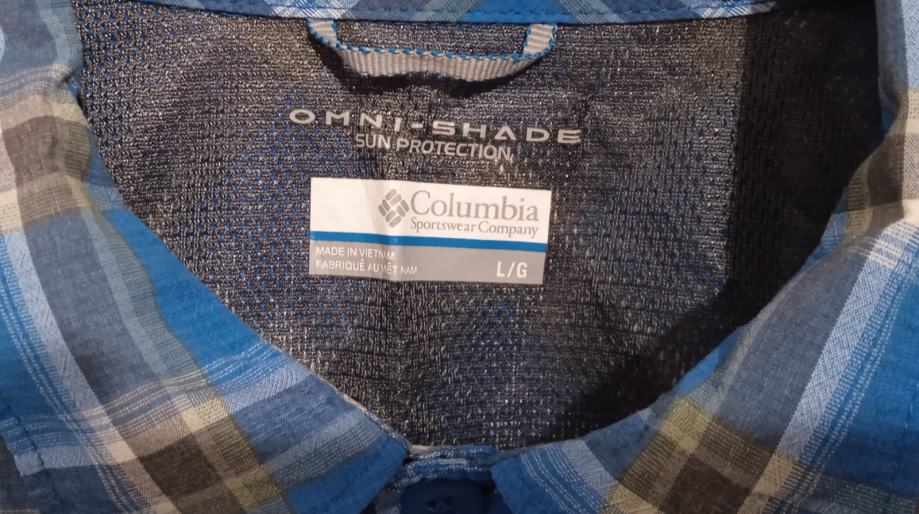 OMNI-SHADE
SUN PROTECTION
Columbia
Sportswear Company
MADE IN VIETNAM
FABRIQUÉ AU VIET NAM
L/G